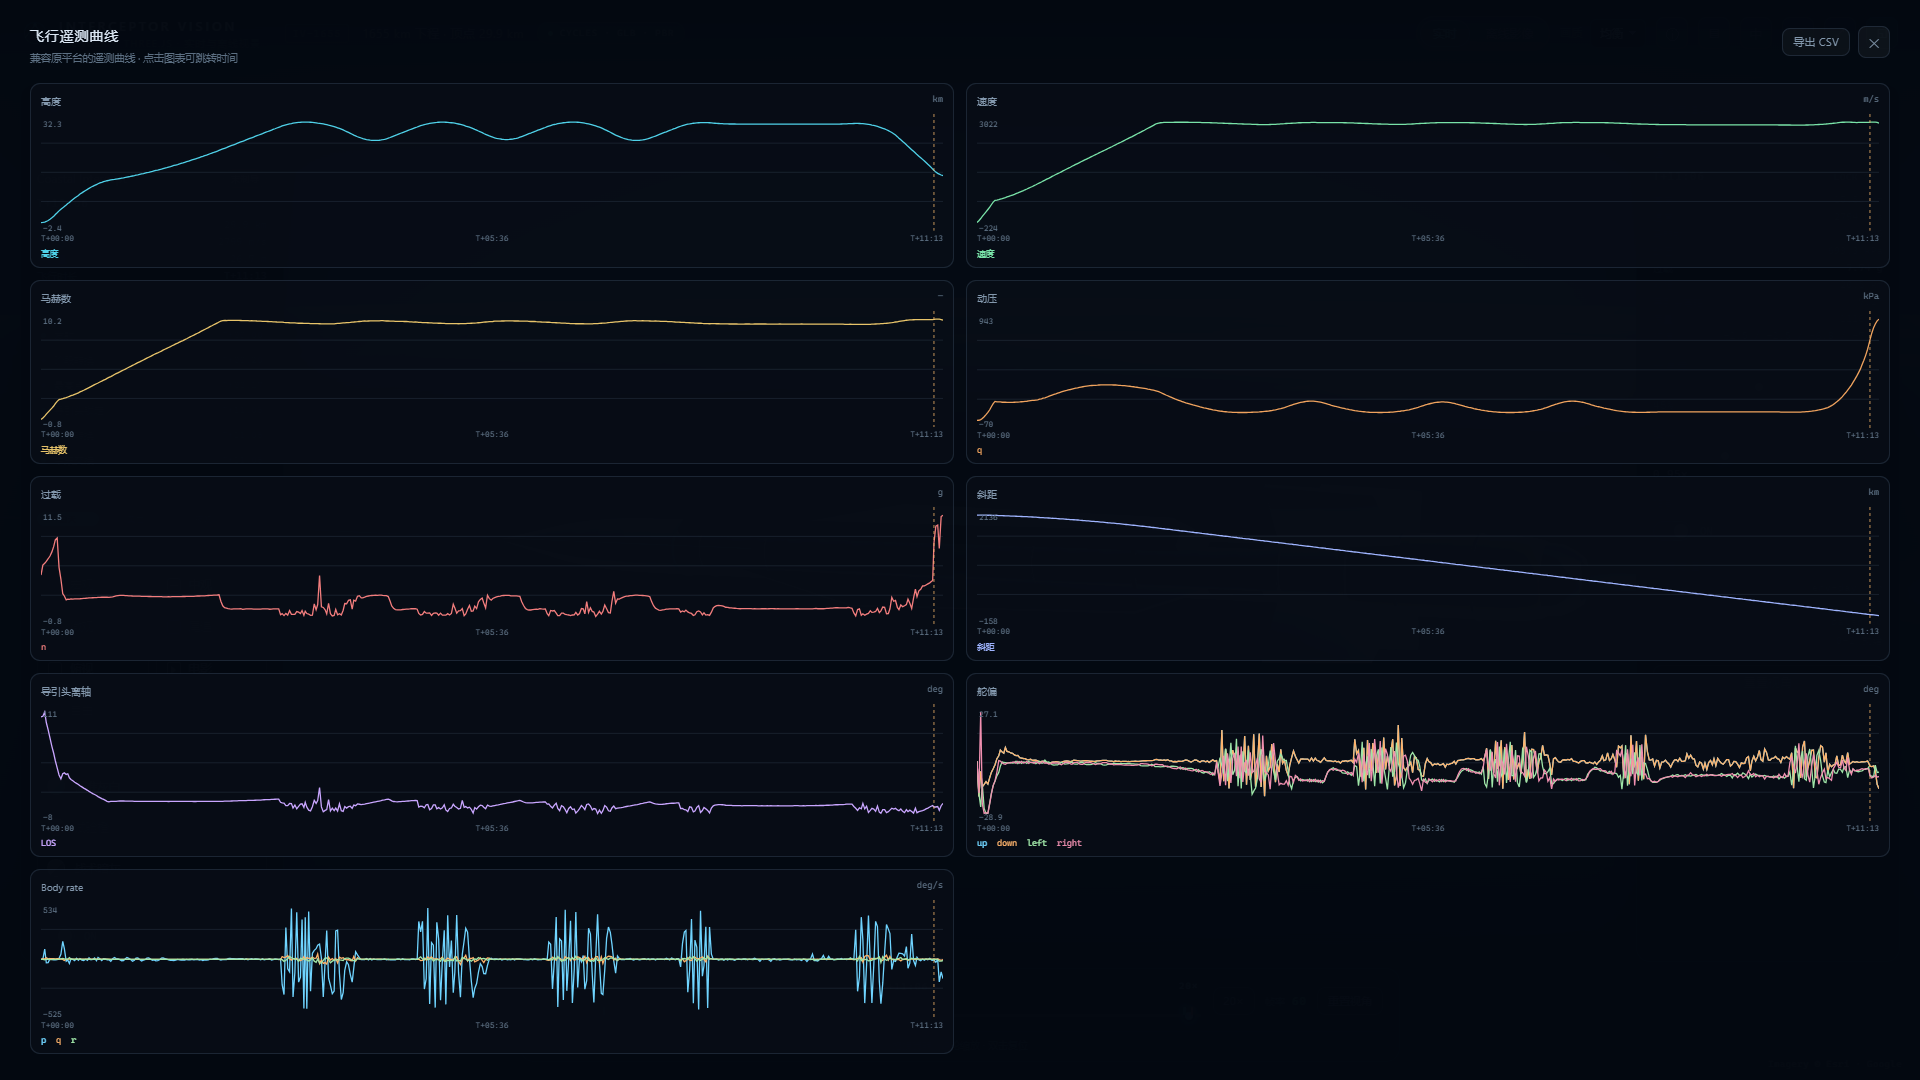 飞行遥测曲线
兼容原平台的遥测曲线 · 点击图表可跳转时间
导出 CSV
×
高度
km
32.3
-2.4
T+00:00
T+05:36
T+11:13
高度
速度
m/s
3022
-224
T+00:00
T+05:36
T+11:13
速度
马赫数
—
10.2
-0.8
T+00:00
T+05:36
T+11:13
马赫数
动压
kPa
943
-70
T+00:00
T+05:36
T+11:13
q
过载
g
11.5
-0.8
T+00:00
T+05:36
T+11:13
n
斜距
km
2136
-158
T+00:00
T+05:36
T+11:13
斜距
导引头离轴
deg
-8
T+00:00
T+05:36
T+11:13
LOS
舵偏
deg
-28.9
T+00:00
T+05:36
T+11:13
up down left right
Body rate
deg/s
534
-525
T+00:00
T+05:36
T+11:13
p q r